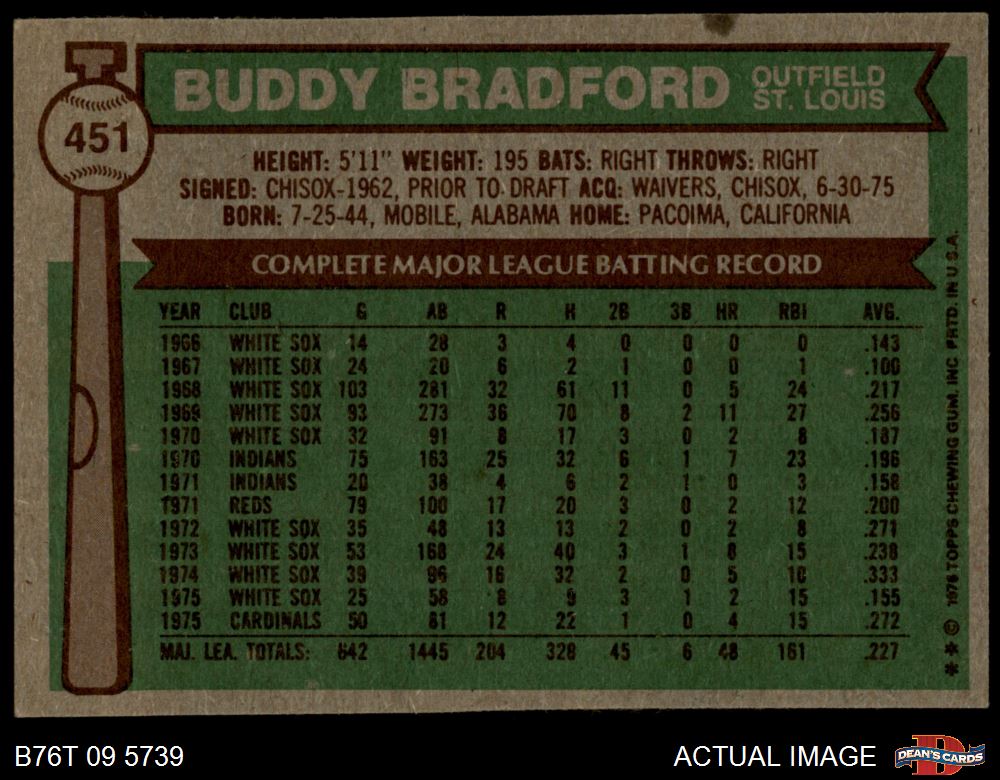 451
BUDDY BRADFORD OUTFIELD
ST. LOUIS
HEIGHT: 5'11" WEIGHT: 195 BATS: RIGHT THROWS: RIGHT
SIGNED: CHISOX-1962, PRIOR TO DRAFT ACQ: WAIVERS, CHISOX, 6-30-75
BORN: 7-25-44, MOBILE, ALABAMA HOME: PACOIMA, CALIFORNIA
COMPLETE MAJOR LEAGUE BATTING RECORD
YEAR CLUB G AB R H 2B 3B HR RBI AVG.
1966 WHITE SOX 14 28 3 4 0 0 0 0 .143
1967 WHITE SOX 24 20 6 2 1 0 0 1 .100
1968 WHITE SOX 103 281 32 61 11 0 5 24 .217
1969 WHITE SOX 93 273 36 70 8 2 11 27 .256
1970 WHITE SOX 32 91 8 17 3 0 2 8 .187
1970 INDIANS 75 163 25 32 6 1 7 23 .196
1971 INDIANS 20 38 4 6 2 1 0 3 .158
1971 REDS 79 100 17 20 3 0 2 12 .200
1972 WHITE SOX 35 48 13 13 2 0 2 8 .271
1973 WHITE SOX 53 168 24 40 3 1 8 15 .238
1974 WHITE SOX 39 96 16 32 2 0 5 10 .333
1975 WHITE SOX 25 58 8 9 3 1 2 15 .155
1975 CARDINALS 50 81 12 22 1 0 4 15 .272
MAJ. LEA. TOTALS: 642 1445 204 328 45 6 48 161 .227
*** © 1976 TOPPS CHEWING GUM, INC. PRTD. IN U.S.A.
B76T 09 5739
ACTUAL IMAGE
D
DEAN'S CARDS